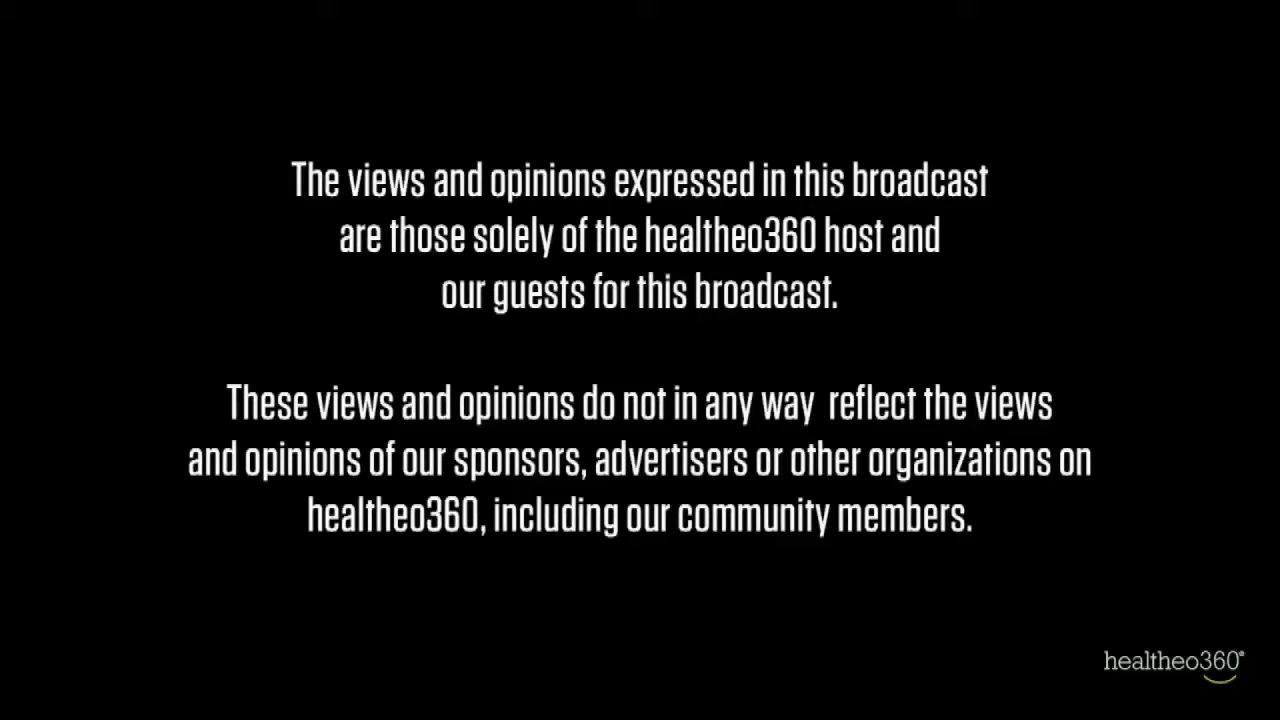 The views and opinions expressed in this broadcast
are those solely of the healtheo360 host and
our guests for this broadcast.
These views and opinions do not in any way  reflect the views
and opinions of our sponsors, advertisers or other organizations on
healtheo360, including our community members.
healtheo360®